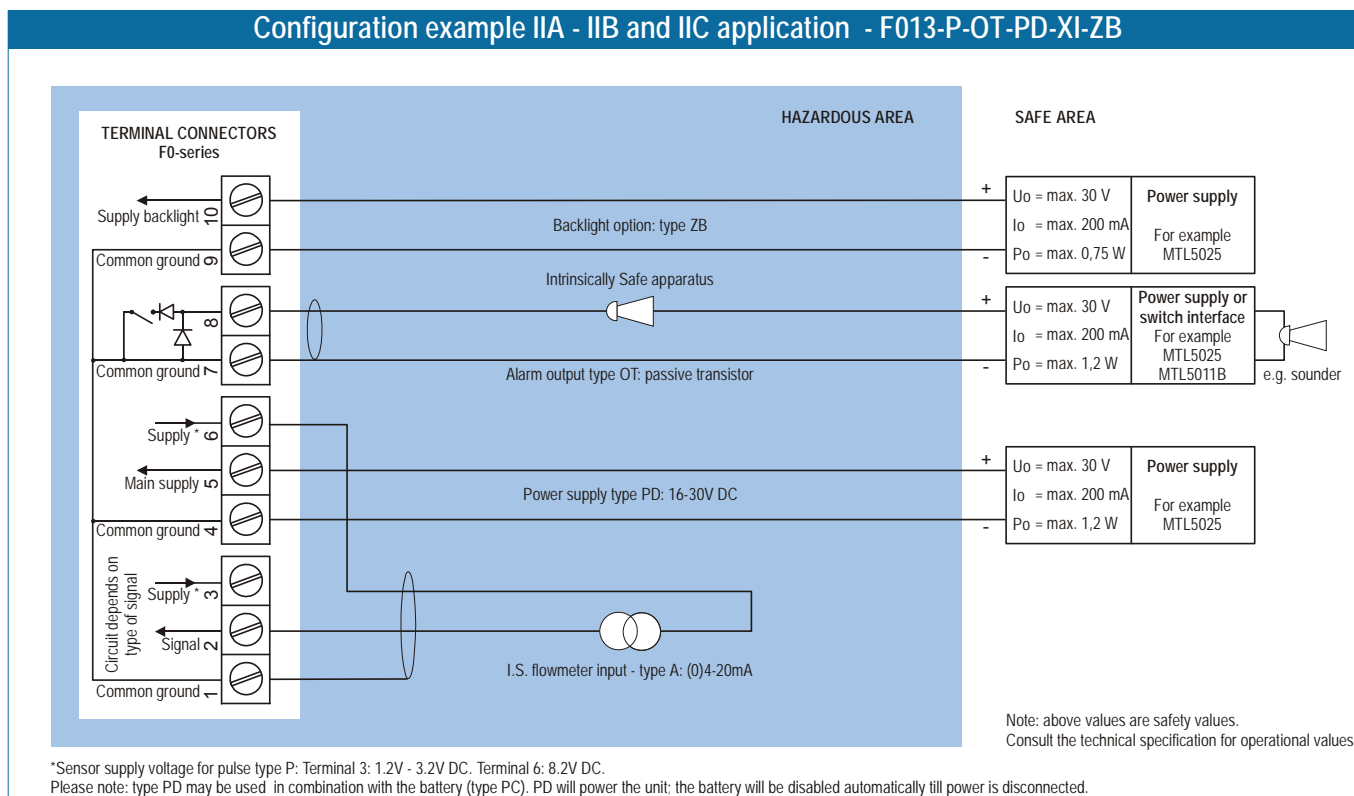 Configuration example IIA - IIB and IIC application - F013-P-OT-PD-XI-ZB
HAZARDOUS AREA
SAFE AREA
TERMINAL CONNECTORS
F0-series
Supply backlight 10
Common ground 9
8
Common ground 7
Supply * 6
Main supply 5
Common ground 4
Circuit depends on
type of signal
Supply * 3
Signal 2
Common ground 1
Backlight option: type ZB
Intrinsically Safe apparatus
Alarm output type OT: passive transistor
Power supply type PD: 16-30V DC
I.S. flowmeter input - type A: (0)4-20mA
+
-
Uo = max. 30 V
Io = max. 200 mA
Po = max. 0,75 W
Power supply
For example
MTL5025
+
-
Uo = max. 30 V
Io = max. 200 mA
Po = max. 1,2 W
Power supply or
switch interface
For example
MTL5025
MTL5011B
e.g. sounder
+
-
Uo = max. 30 V
Io = max. 200 mA
Po = max. 1,2 W
Power supply
For example
MTL5025
Note: above values are safety values.
Consult the technical specification for operational values
*Sensor supply voltage for pulse type P: Terminal 3: 1.2V - 3.2V DC. Terminal 6: 8.2V DC.
Please note: type PD may be used in combination with the battery (type PC). PD will power the unit; the battery will be disabled automatically till power is disconnected.